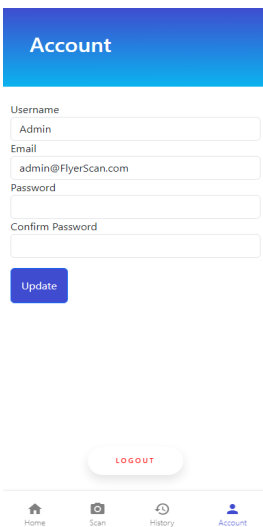 Account
Username
Admin
Email
admin@FlyerScan.com
Password
Confirm Password
Update
LOGOUT
Home Scan History Account